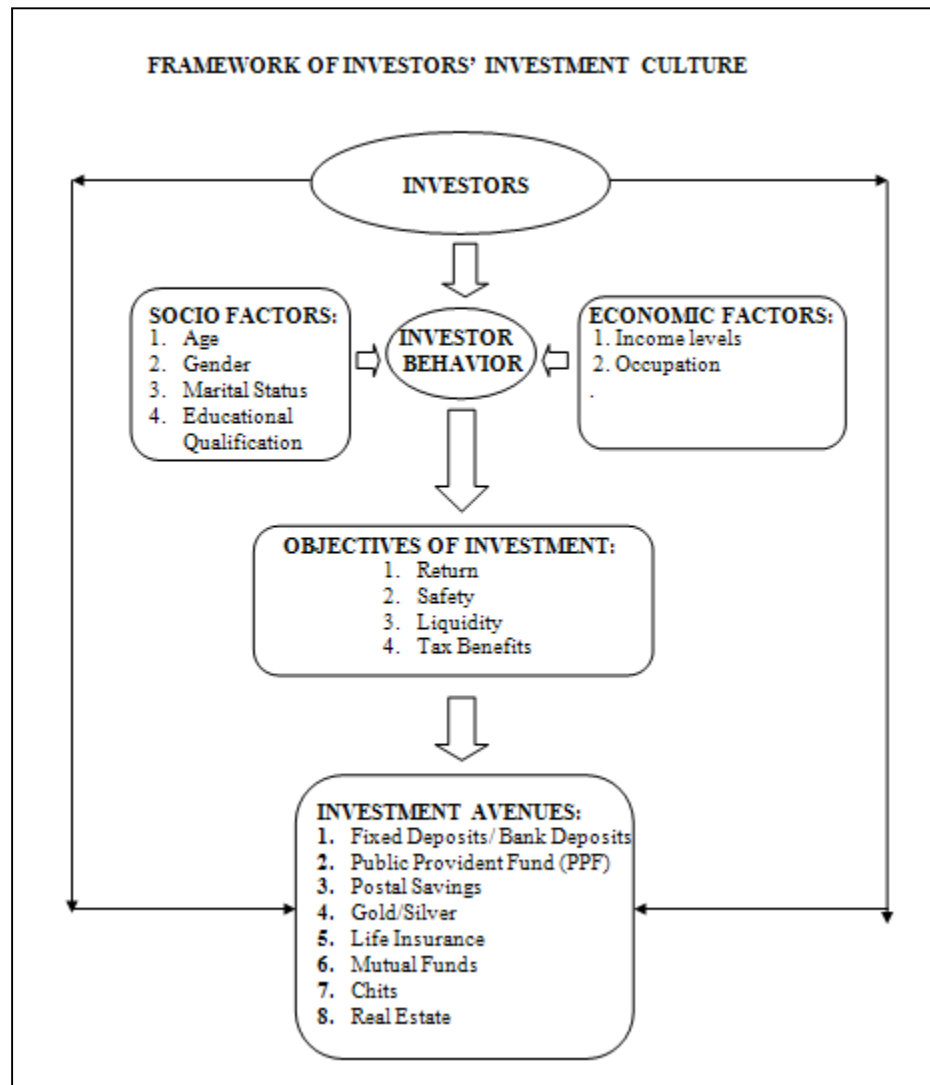 FRAMEWORK OF INVESTORS' INVESTMENT CULTURE
INVESTORS
SOCIO FACTORS:
1. Age
2. Gender
3. Marital Status
4. Educational
Qualification
INVESTOR
BEHAVIOR
ECONOMIC FACTORS:
1. Income levels
2. Occupation
.
OBJECTIVES OF INVESTMENT:
1. Return
2. Safety
3. Liquidity
4. Tax Benefits
INVESTMENT AVENUES:
1. Fixed Deposits/ Bank Deposits
2. Public Provident Fund (PPF)
3. Postal Savings
4. Gold/Silver
5. Life Insurance
6. Mutual Funds
7. Chits
8. Real Estate